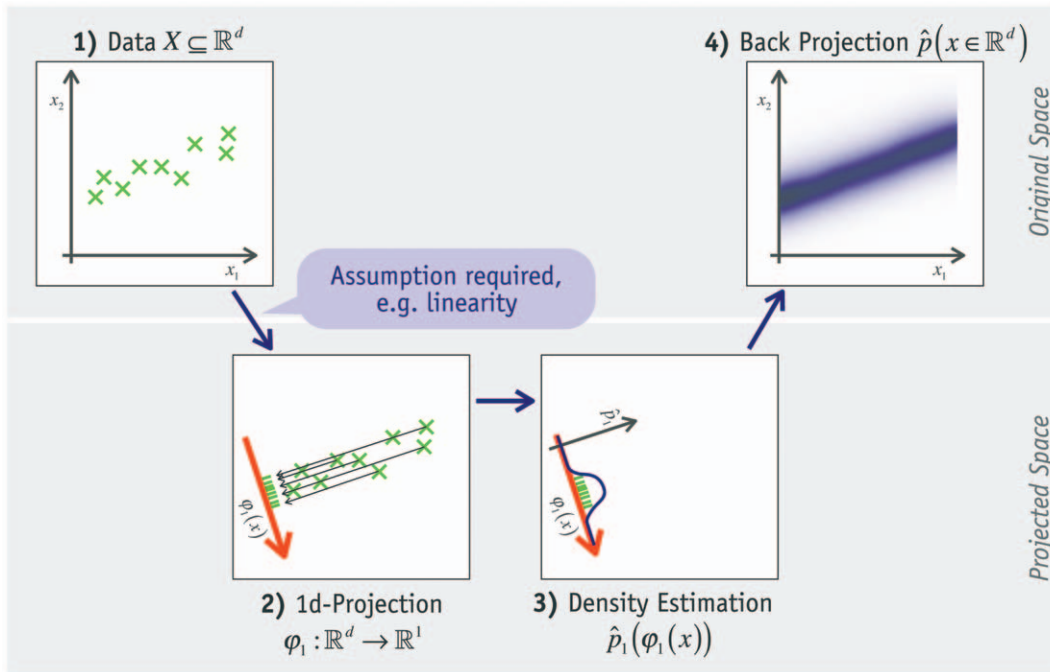 1) Data X ⊆ ℝ^d
x₂
x₁
4) Back Projection p̂(x ∈ ℝ^d)
x₂
x₁
Original Space
Assumption required,
e.g. linearity
φ₁(x)
2) 1d-Projection
φ₁ : ℝ^d → ℝ¹
p̂₁
φ₁(x)
3) Density Estimation
p̂₁(φ₁(x))
Projected Space